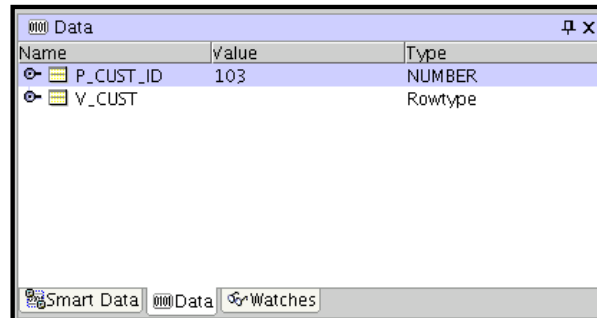 Data
Name Value Type
P_CUST_ID 103 NUMBER
V_CUST Rowtype
Smart Data Data Watches